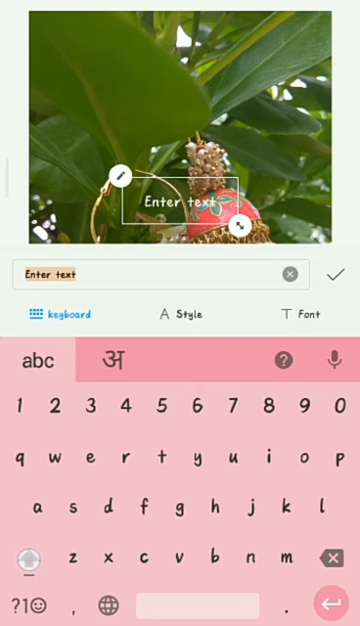 Enter text
Enter text
keyboard
Style
Font
abc अ
1 2 3 4 5 6 7 8 9 0
q w e r t y u i o p
a s d f g h j k l
z x c v b n m
?1☺ , .